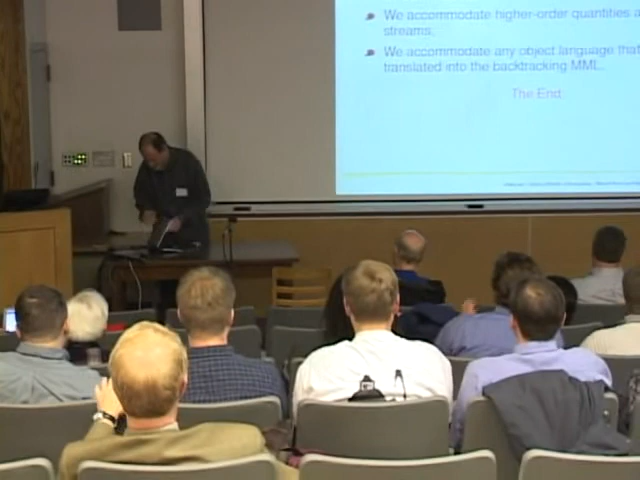 We accommodate higher-order quantities a
streams;
We accommodate any object language that
translated into the backtracking MML.
The End